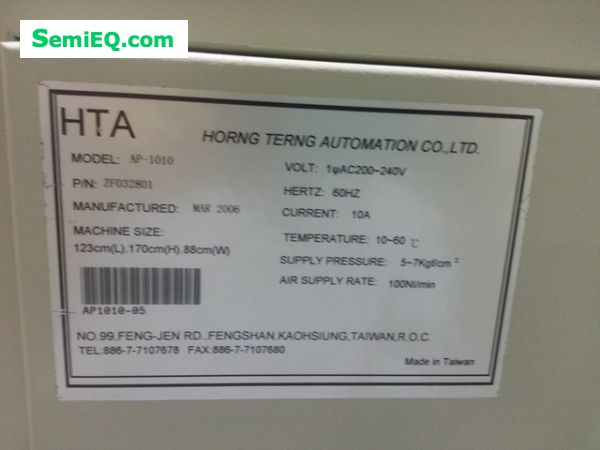 SemiEQ.com
HTA
HORNG TERNG AUTOMATION CO.,LTD.
MODEL: AP-1010
P/N: ZF032801
MANUFACTURED: MAR 2006
MACHINE SIZE:
123cm(L).170cm(H).88cm(W)
VOLT: 1φAC200~240V
HERTZ: 60HZ
CURRENT: 10A
TEMPERATURE: 10~60℃
SUPPLY PRESSURE: 5~7Kgf/cm²
AIR SUPPLY RATE: 100Nl/min
AP1010-05
NO.99,FENG-JEN RD.,FENGSHAN.KAOHSIUNG,TAIWAN,R.O.C.
TEL:886-7-7107678 FAX:886-7-7107680
Made in Taiwan